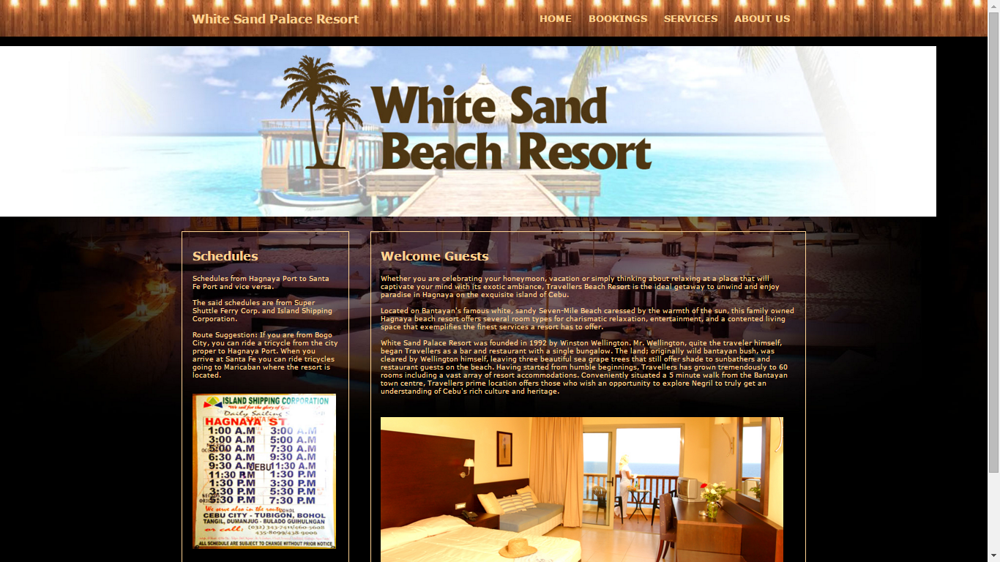 White Sand Palace Resort
HOME BOOKINGS SERVICES ABOUT US
White Sand
Beach Resort
Schedules
Schedules from Hagnaya Port to Santa
Fe Port and vice versa.
The said schedules are from Super
Shuttle Ferry Corp. and Island Shipping
Corporation.
Route Suggestion: If you are from Bogo
City, you can ride a tricycle from the city
proper to Hagnaya Port. When you
arrive at Santa Fe you can ride tricycles
going to Maricaban where the resort is
located.
ISLAND SHIPPING CORPORATION
"We sail for the glory of
Daily Sailing
HAGNAYA ST.
1:00 A.M 3:00 A.M
3:00 A.M 5:00 A.M
5:00 A.M 7:30 A.M
6:30 A.M 9:30 A.M
9:30 A.M 11:30 A.M
CEBU
11:30 1:30 P.M
1:30 P.M 3:30 P.M
3:30 P.M 5:30 P.M
5:30 P.M 7:30 P.M
We serve also in the route
CEBU CITY - TUBIGON, BOHOL
TANGIL, DUMANJUG - BULADO GUIHULNGAN
or call: (032) 343-7411/460-5608
435-8099/438-9006
ALL SCHEDULE ARE SUBJECT TO CHANGE WITHOUT PRIOR NOTICE
Welcome Guests
Whether you are celebrating your honeymoon, vacation or simply thinking about relaxing at a place that will
captivate your mind with its exotic ambiance, Travellers Beach Resort is the ideal getaway to unwind and enjoy
paradise in Hagnaya on the exquisite island of Cebu.
Located on Bantayan's famous white, sandy Seven-Mile Beach caressed by the warmth of the sun, this family owned
Hagnaya beach resort offers several room types for charismatic relaxation, entertainment, and a contented living
space that exemplifies the finest services a resort has to offer.
White Sand Palace Resort was founded in 1992 by Winston Wellington. Mr. Wellington, quite the traveler himself,
began Travellers as a bar and restaurant with a single bungalow. The land; originally wild bantayan bush, was
cleared by Wellington himself, leaving three beautiful sea grape trees that still offer shade to sunbathers and
restaurant guests on the beach. Having started from humble beginnings, Travellers has grown tremendously to 60
rooms including a vast array of resort accommodations. Conveniently situated a 5 minute walk from the Bantayan
town centre, Travellers prime location offers those who wish an opportunity to explore Negril to truly get an
understanding of Cebu's rich culture and heritage.